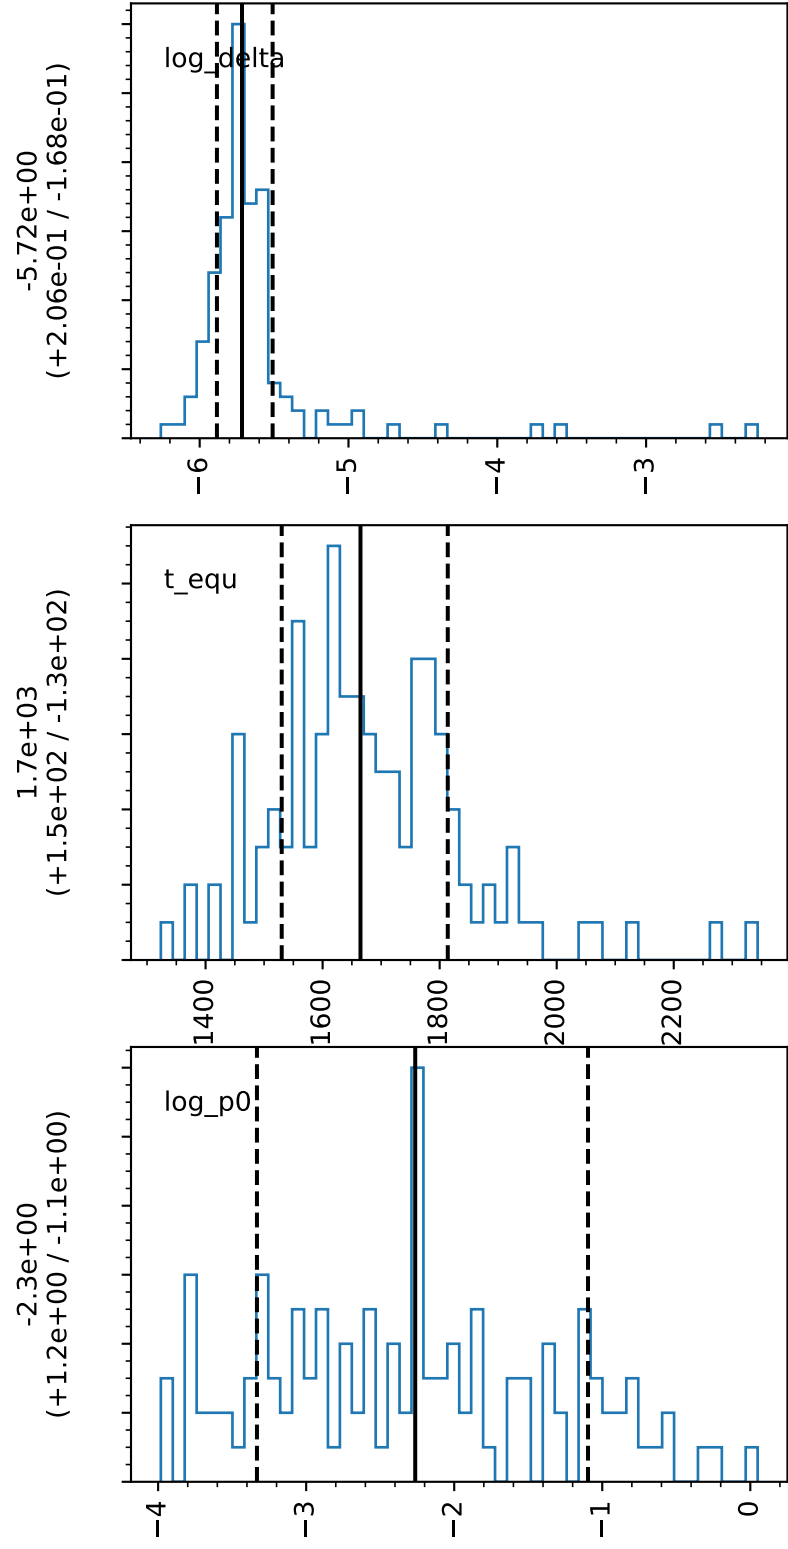 -5.72e+00
(+2.06e-01 / -1.68e-01)
log_delta
−6
−5
−4
−3
1.7e+03
(+1.5e+02 / -1.3e+02)
t_equ
1400
1600
1800
2000
2200
-2.3e+00
(+1.2e+00 / -1.1e+00)
log_p0
−4
−3
−2
−1
0